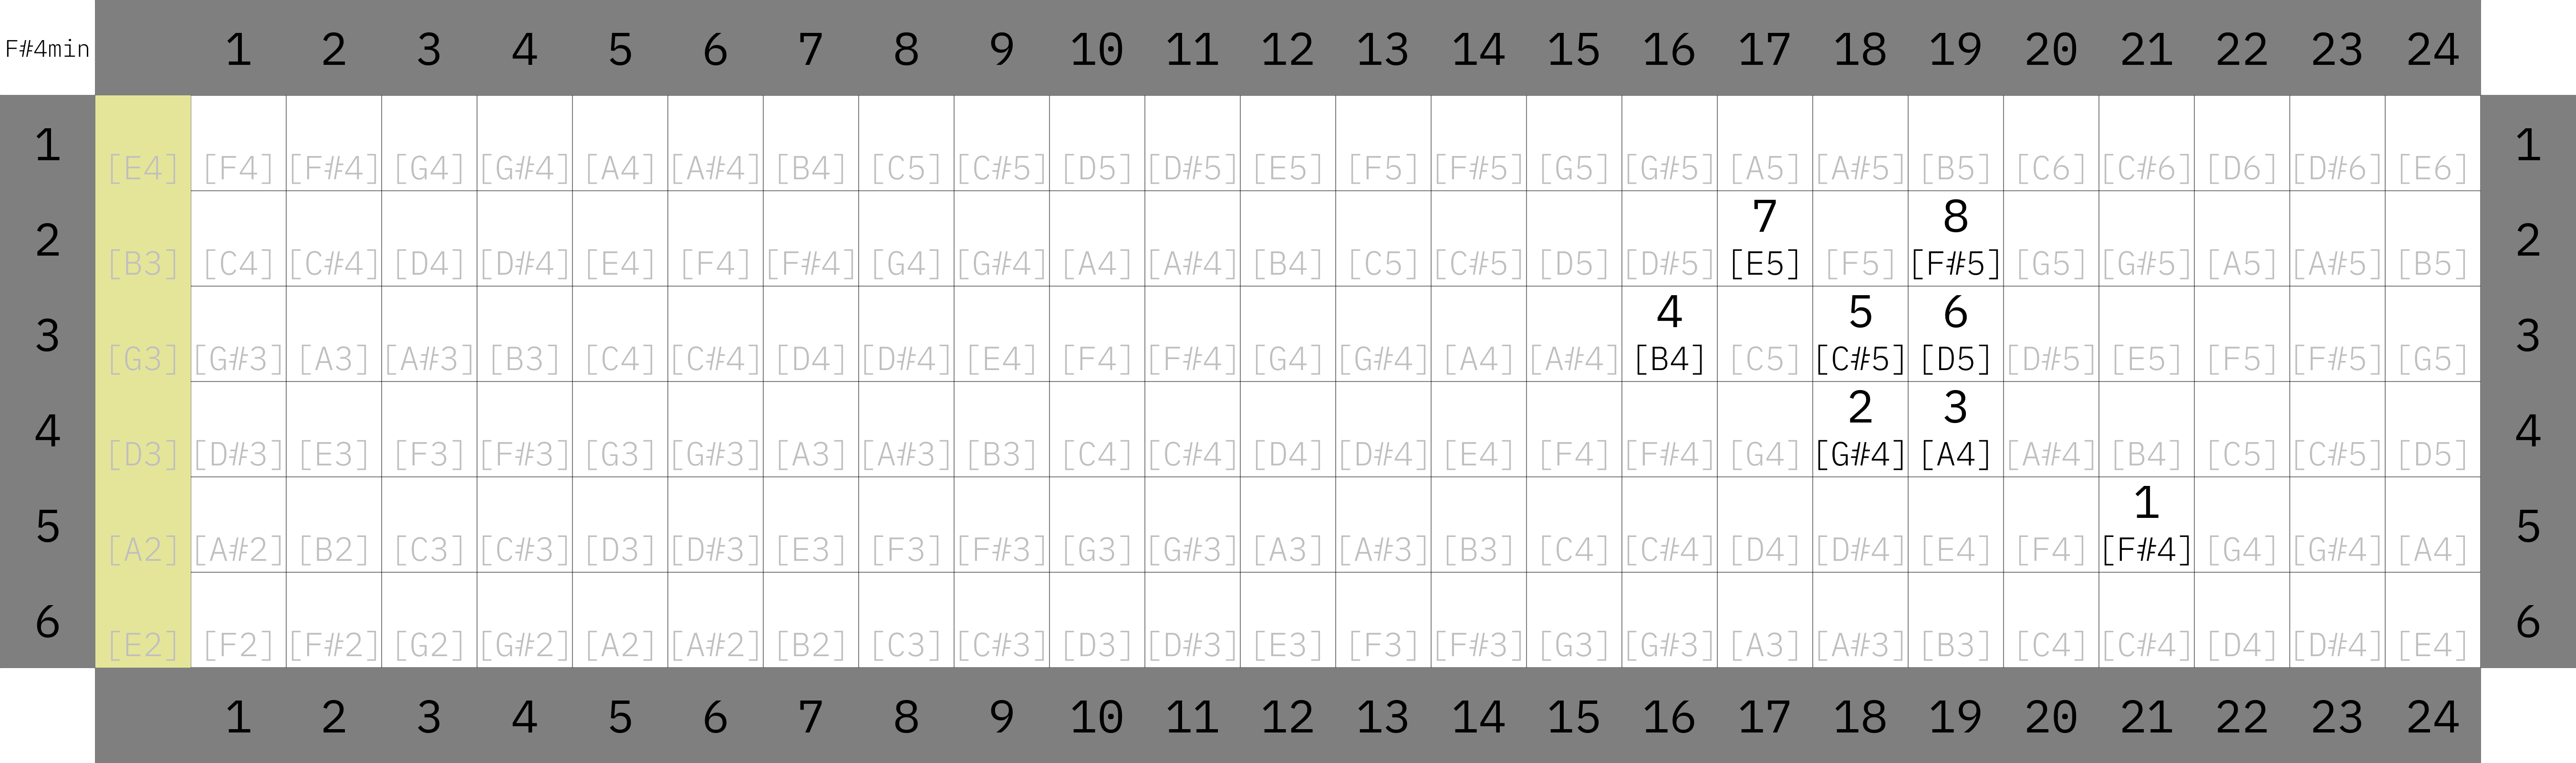 F#4min 1 2 3 4 5 6 7 8 9 10 11 12 13 14 15 16 17 18 19 20 21 22 23 24
1 [E4] [F4] [F#4] [G4] [G#4] [A4] [A#4] [B4] [C5] [C#5] [D5] [D#5] [E5] [F5] [F#5] [G5] [G#5] [A5] [A#5] [B5] [C6] [C#6] [D6] [D#6] [E6] 1
7 8
2 [B3] [C4] [C#4] [D4] [D#4] [E4] [F4] [F#4] [G4] [G#4] [A4] [A#4] [B4] [C5] [C#5] [D5] [D#5] [E5] [F5] [F#5] [G5] [G#5] [A5] [A#5] [B5] 2
4 5 6
3 [G3] [G#3] [A3] [A#3] [B3] [C4] [C#4] [D4] [D#4] [E4] [F4] [F#4] [G4] [G#4] [A4] [A#4] [B4] [C5] [C#5] [D5] [D#5] [E5] [F5] [F#5] [G5] 3
2 3
4 [D3] [D#3] [E3] [F3] [F#3] [G3] [G#3] [A3] [A#3] [B3] [C4] [C#4] [D4] [D#4] [E4] [F4] [F#4] [G4] [G#4] [A4] [A#4] [B4] [C5] [C#5] [D5] 4
1
5 [A2] [A#2] [B2] [C3] [C#3] [D3] [D#3] [E3] [F3] [F#3] [G3] [G#3] [A3] [A#3] [B3] [C4] [C#4] [D4] [D#4] [E4] [F4] [F#4] [G4] [G#4] [A4] 5
6 [E2] [F2] [F#2] [G2] [G#2] [A2] [A#2] [B2] [C3] [C#3] [D3] [D#3] [E3] [F3] [F#3] [G3] [G#3] [A3] [A#3] [B3] [C4] [C#4] [D4] [D#4] [E4] 6
1 2 3 4 5 6 7 8 9 10 11 12 13 14 15 16 17 18 19 20 21 22 23 24